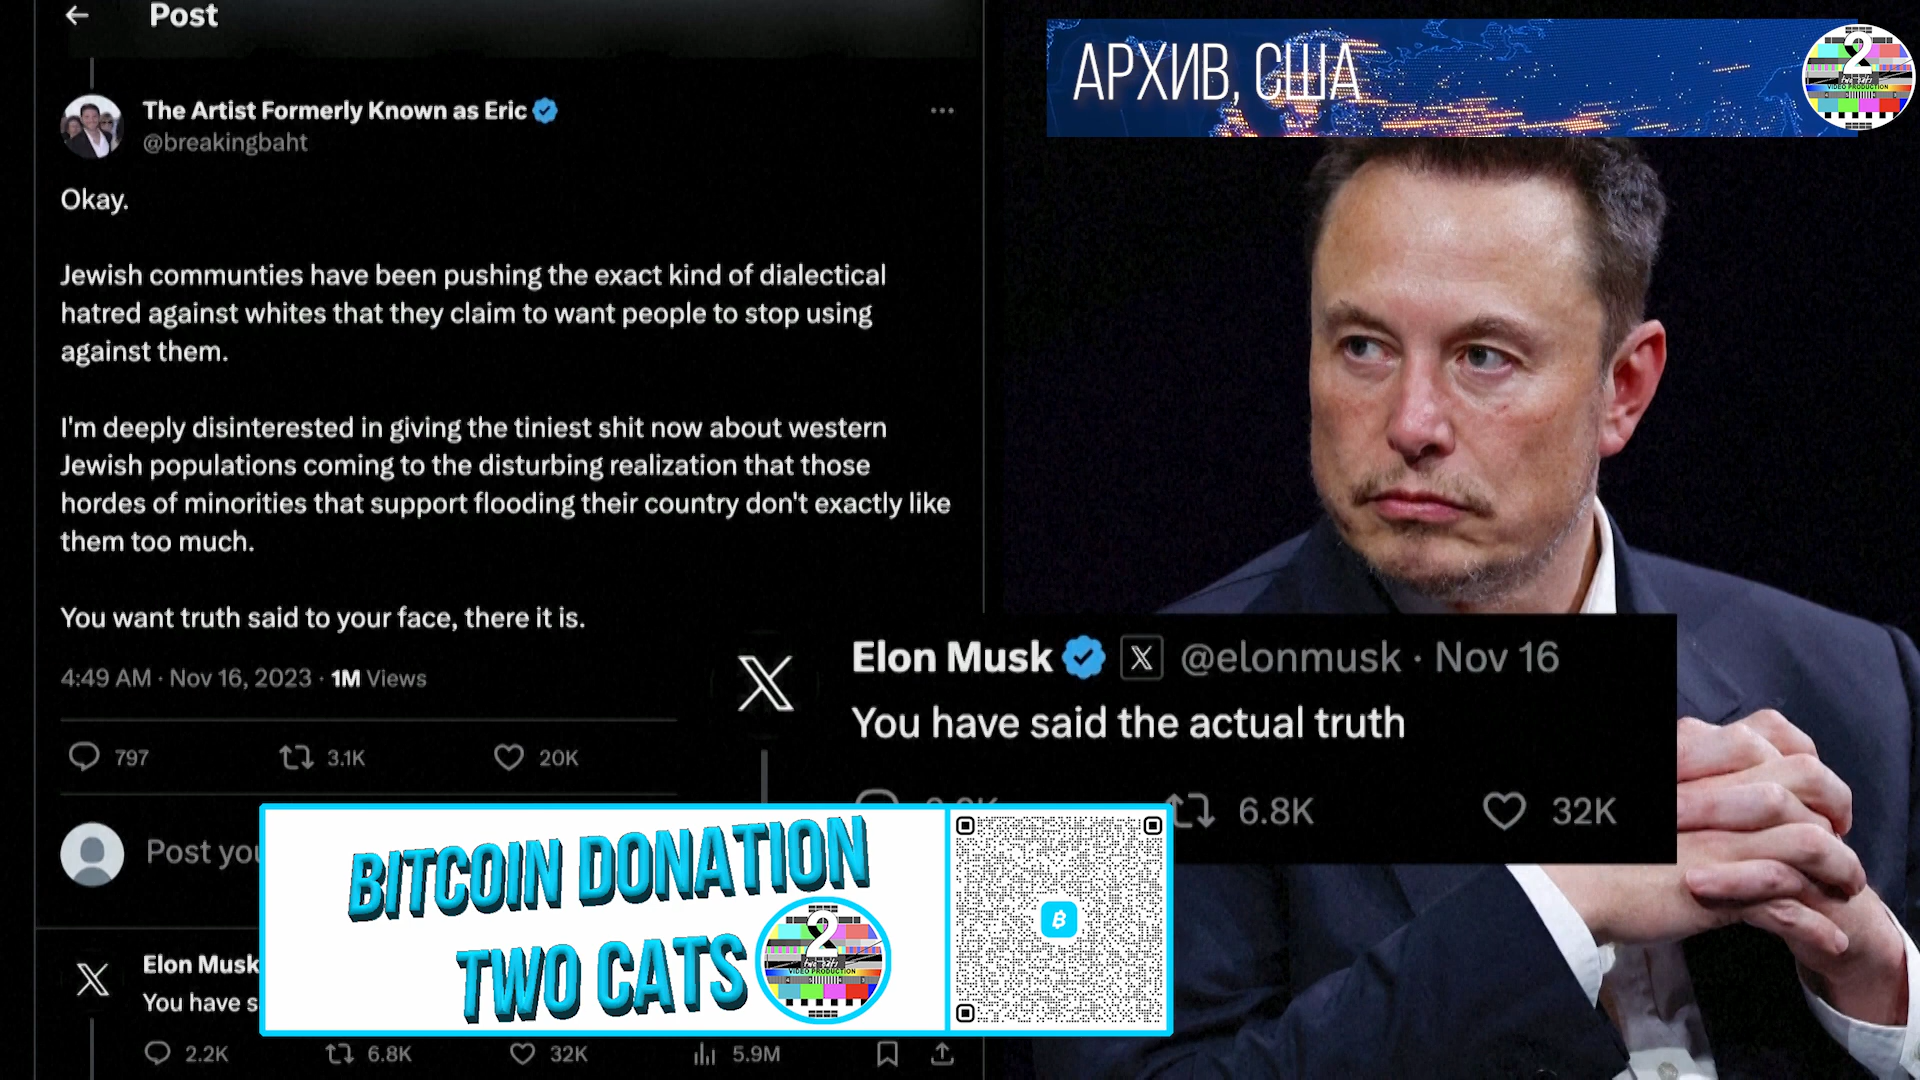 Post
АРХИВ, США
2
VIDEO PRODUCTION
The Artist Formerly Known as Eric
@breakingbaht
Okay.
Jewish communties have been pushing the exact kind of dialectical
hatred against whites that they claim to want people to stop using
against them.
I'm deeply disinterested in giving the tiniest shit now about western
Jewish populations coming to the disturbing realization that those
hordes of minorities that support flooding their country don't exactly like
them too much.
You want truth said to your face, there it is.
4:49 AM · Nov 16, 2023 · 1M Views
797 3.1K 20K
Elon Musk @elonmusk · Nov 16
You have said the actual truth
6.8K 32K
Post you
BITCOIN DONATION
TWO CATS
2
VIDEO PRODUCTION
Elon Musk
You have s
2.2K 6.8K 32K 5.9M